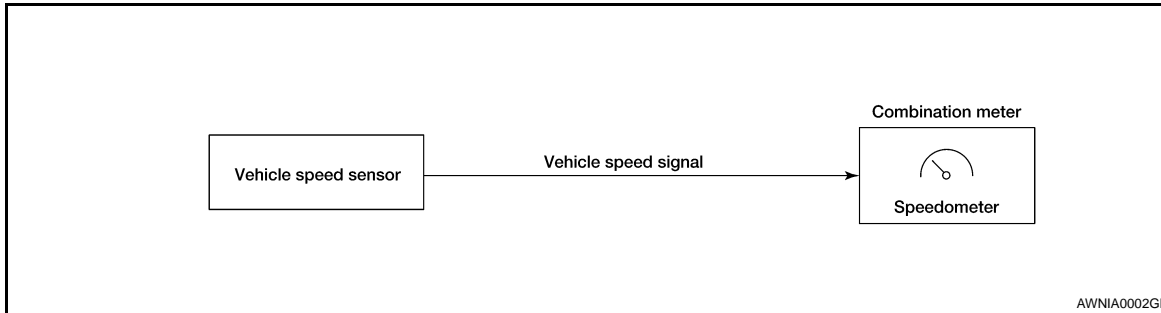 Combination meter
Vehicle speed sensor
Vehicle speed signal
Speedometer